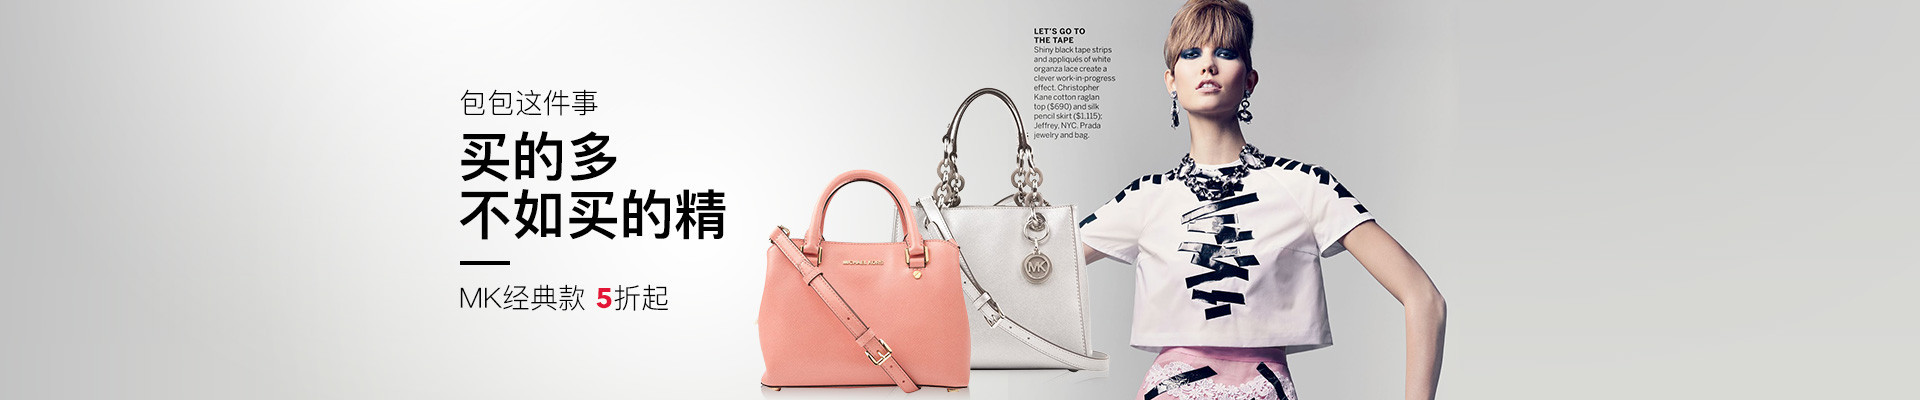 包包这件事
买的多
不如买的精
MK经典款 5折起
LET'S GO TO
THE TAPE
Shiny black tape strips
and appliqués of white
organza lace create a
clever work-in-progress
effect. Christopher
Kane cotton raglan
top ($690) and silk
pencil skirt ($1,115);
Jeffrey, NYC. Prada
jewelry and bag.
MICHAEL KORS
MK